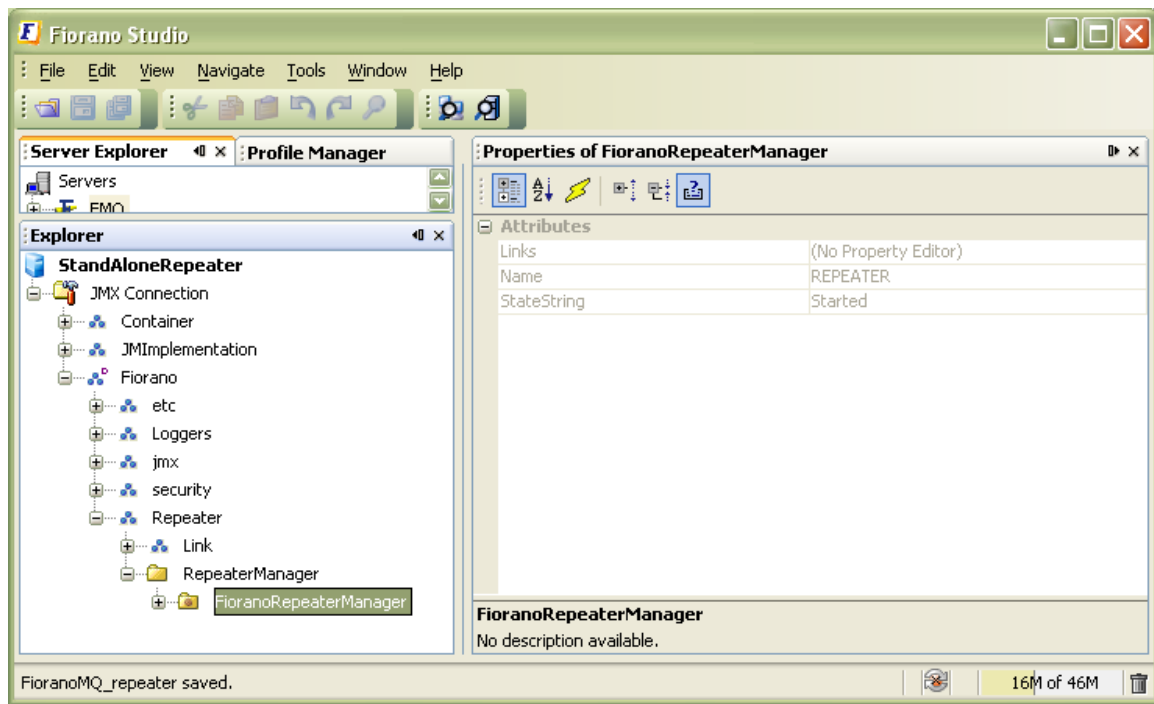 Fiorano Studio
File Edit View Navigate Tools Window Help
Server Explorer Profile Manager
Servers
FMQ
Explorer
StandAloneRepeater
JMX Connection
Container
JMImplementation
Fiorano
etc
Loggers
jmx
security
Repeater
Link
RepeaterManager
FioranoRepeaterManager
Properties of FioranoRepeaterManager
Attributes
Links (No Property Editor)
Name REPEATER
StateString Started
FioranoRepeaterManager
No description available.
FioranoMQ_repeater saved.
16M of 46M